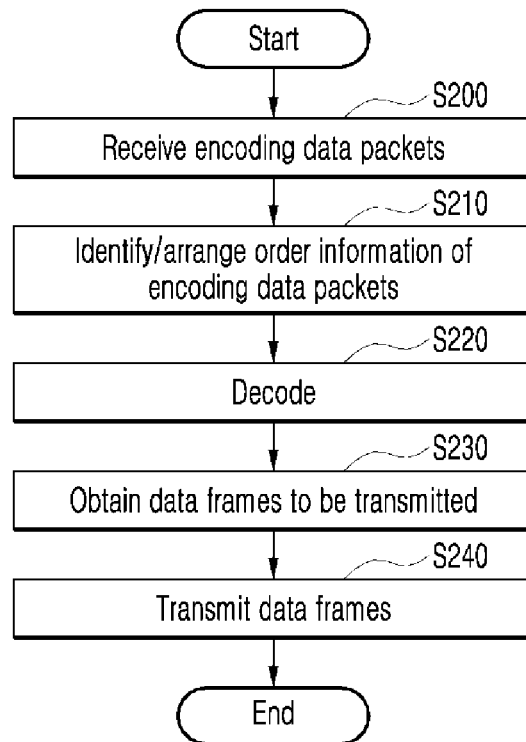 Start
S200
Receive encoding data packets
S210
Identify/arrange order information of
encoding data packets
S220
Decode
S230
Obtain data frames to be transmitted
S240
Transmit data frames
End